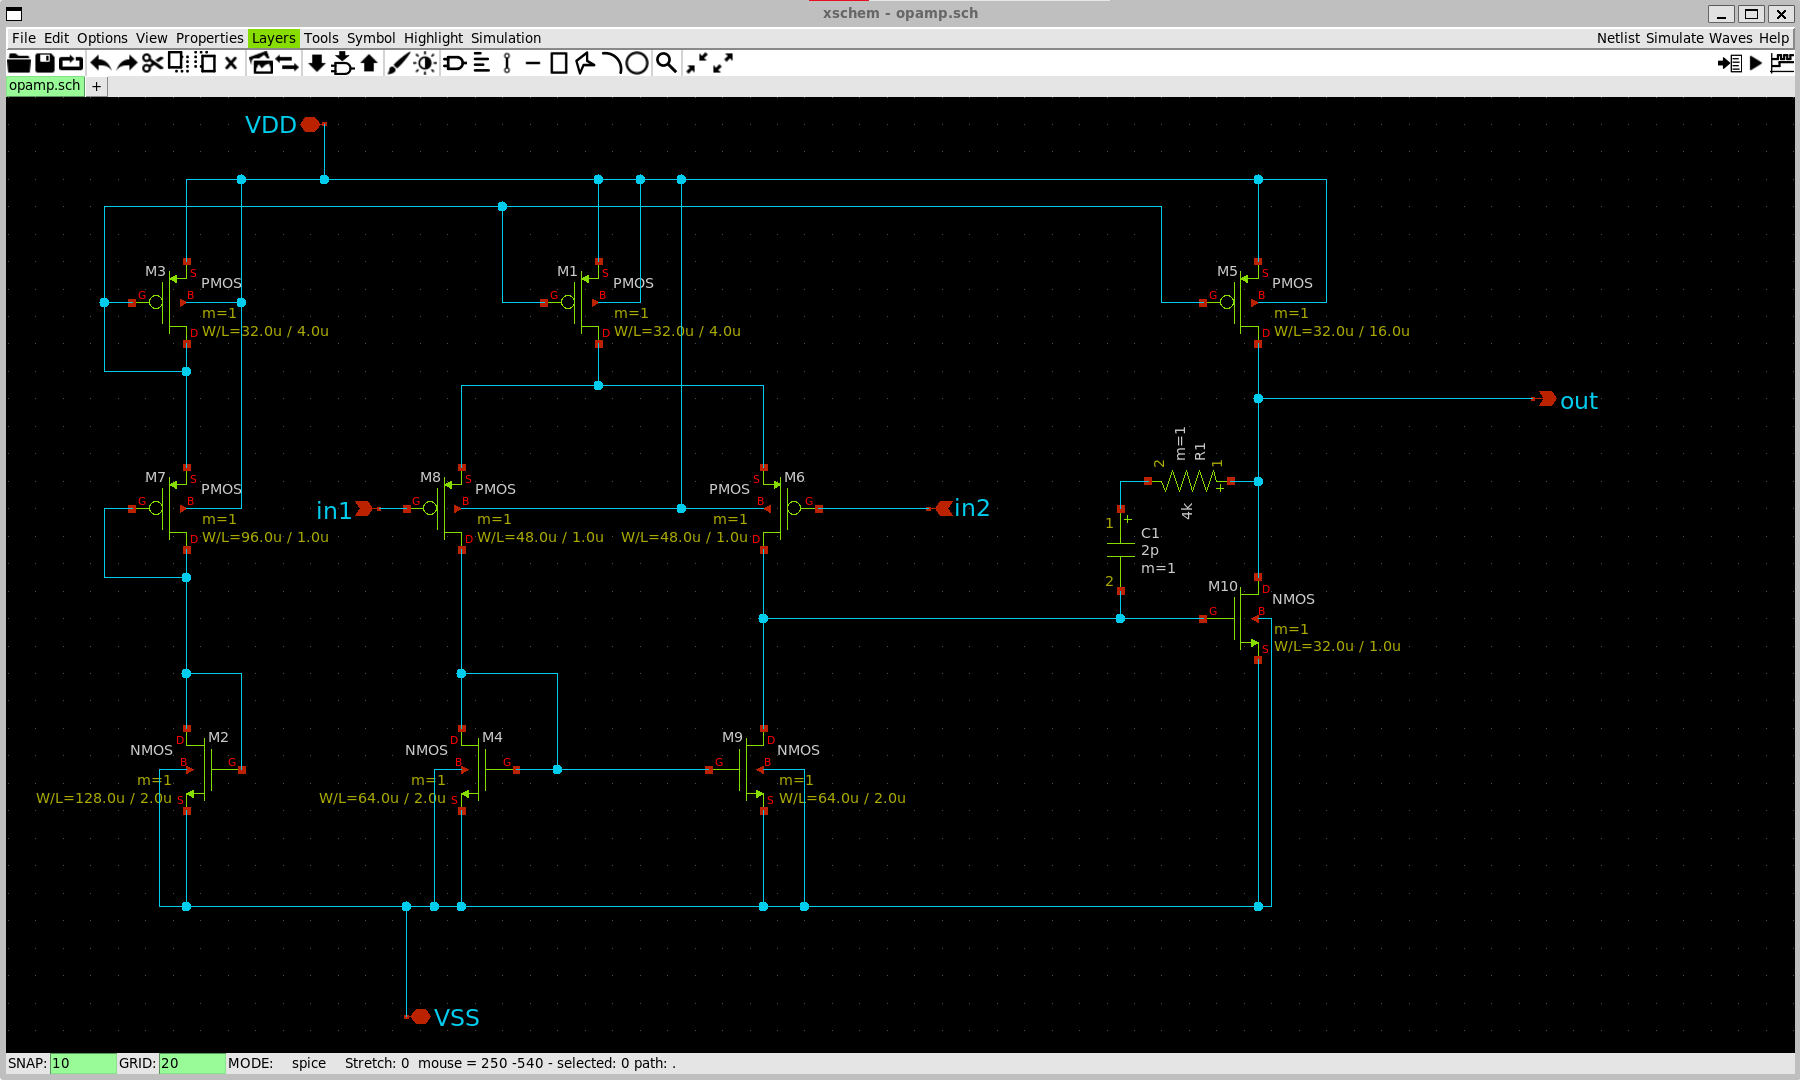 xschem - opamp.sch
File Edit Options View Properties Layers Tools Symbol Highlight Simulation Netlist Simulate Waves Help
opamp.sch +
VDD
M3 S PMOS G B m=1 D W/L=32.0u / 4.0u
M1 S PMOS G B m=1 D W/L=32.0u / 4.0u
M5 S PMOS G B m=1 D W/L=32.0u / 16.0u
out
M7 S PMOS G B m=1 D W/L=96.0u / 1.0u
in1
M8 S PMOS G B m=1 D W/L=48.0u / 1.0u
M6 S PMOS G B m=1 D W/L=48.0u / 1.0u
in2
2 m=1 R1 1 + 4k
1 + C1
2p
m=1
2
M10 D NMOS G B m=1 S W/L=32.0u / 1.0u
M2 D NMOS B G m=1 S W/L=128.0u / 2.0u
M4 D NMOS B G m=1 S W/L=64.0u / 2.0u
M9 D NMOS G B m=1 S W/L=64.0u / 2.0u
VSS
SNAP: 10 GRID: 20 MODE: spice Stretch: 0 mouse = 250 -540 - selected: 0 path: .